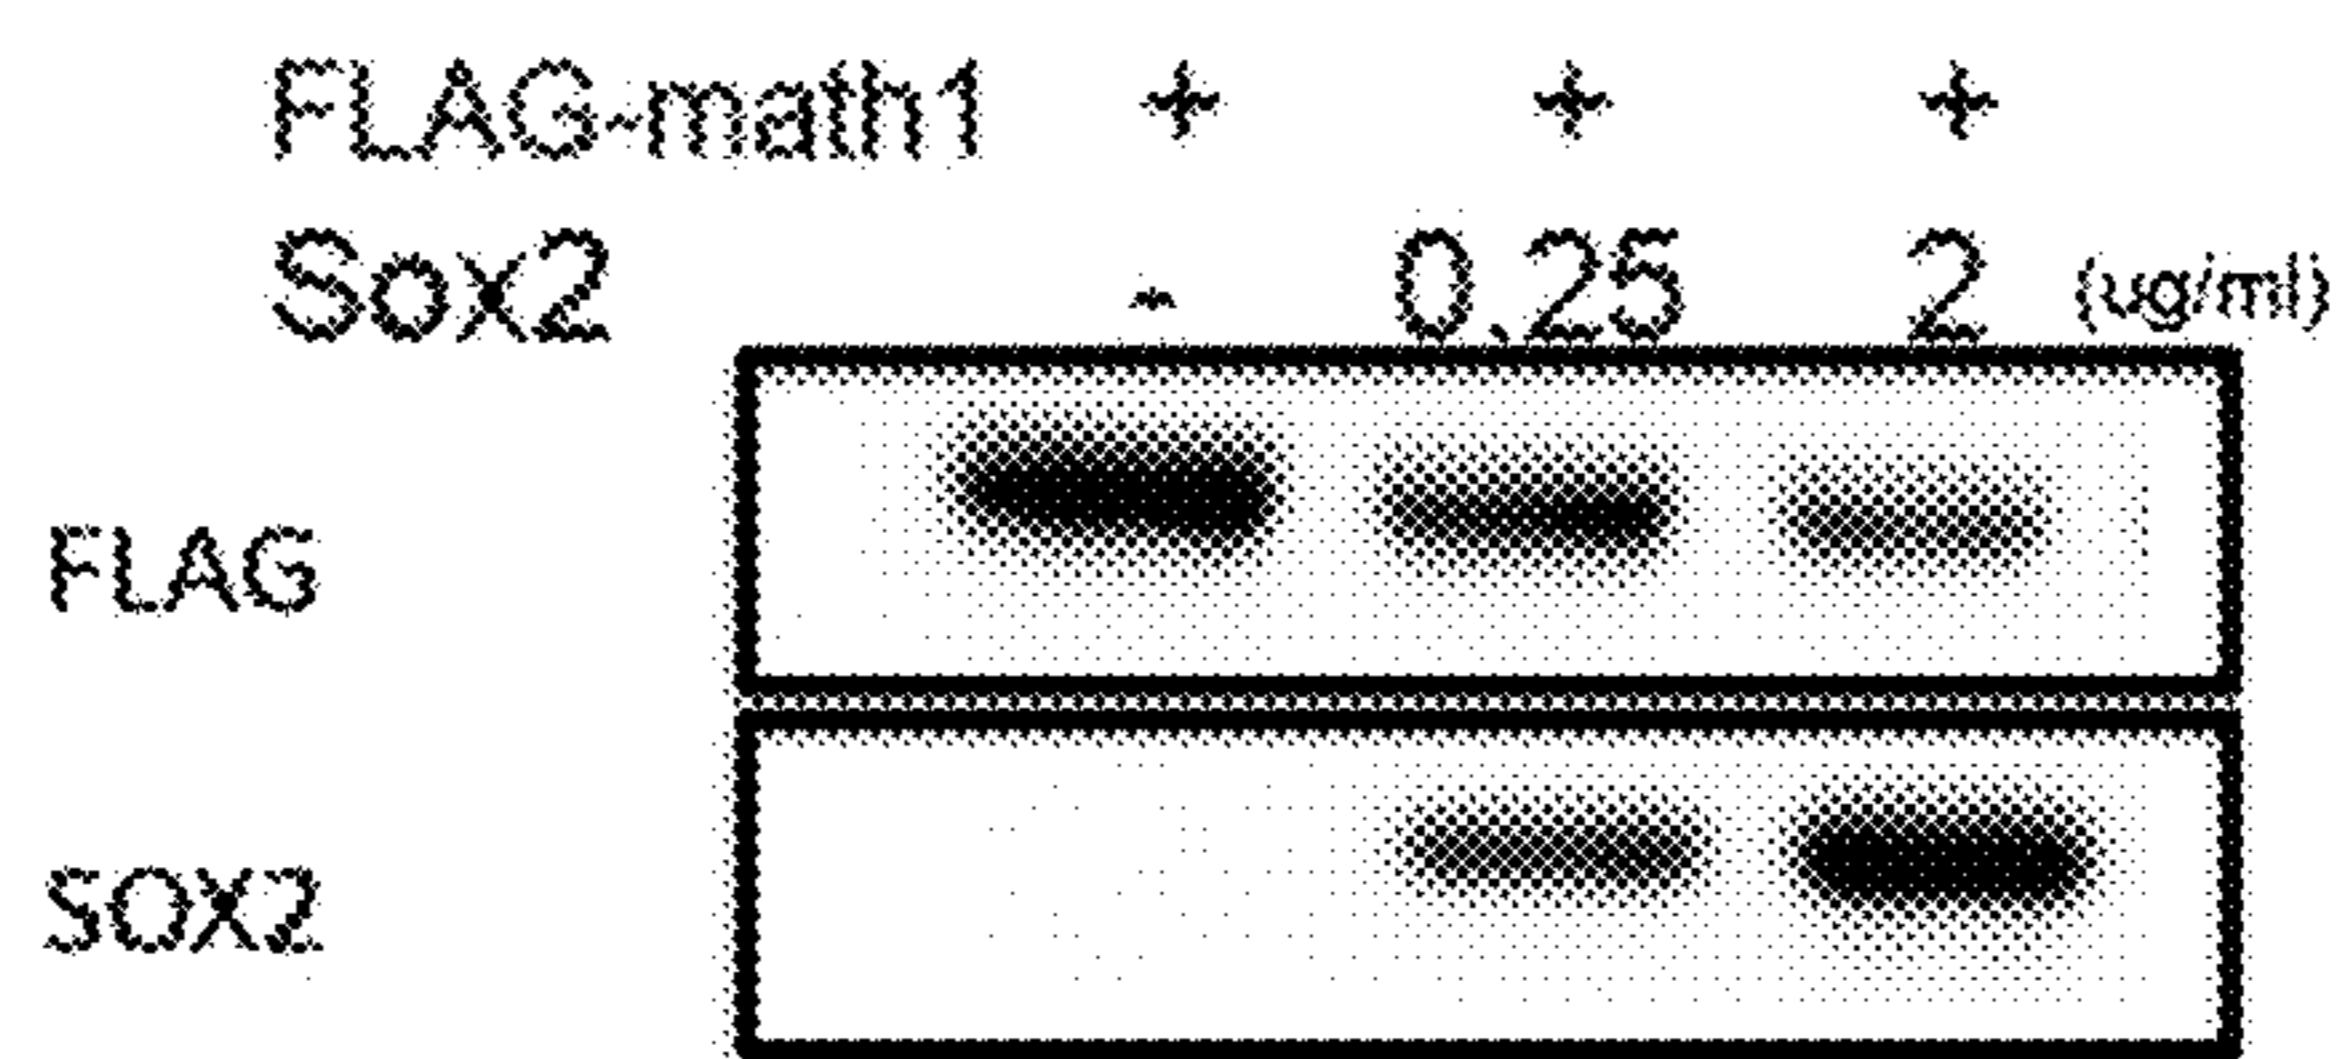 FLAG-math1 + + +
Sox2 - 0.25 2 (ug/ml)
FLAG
SOX2